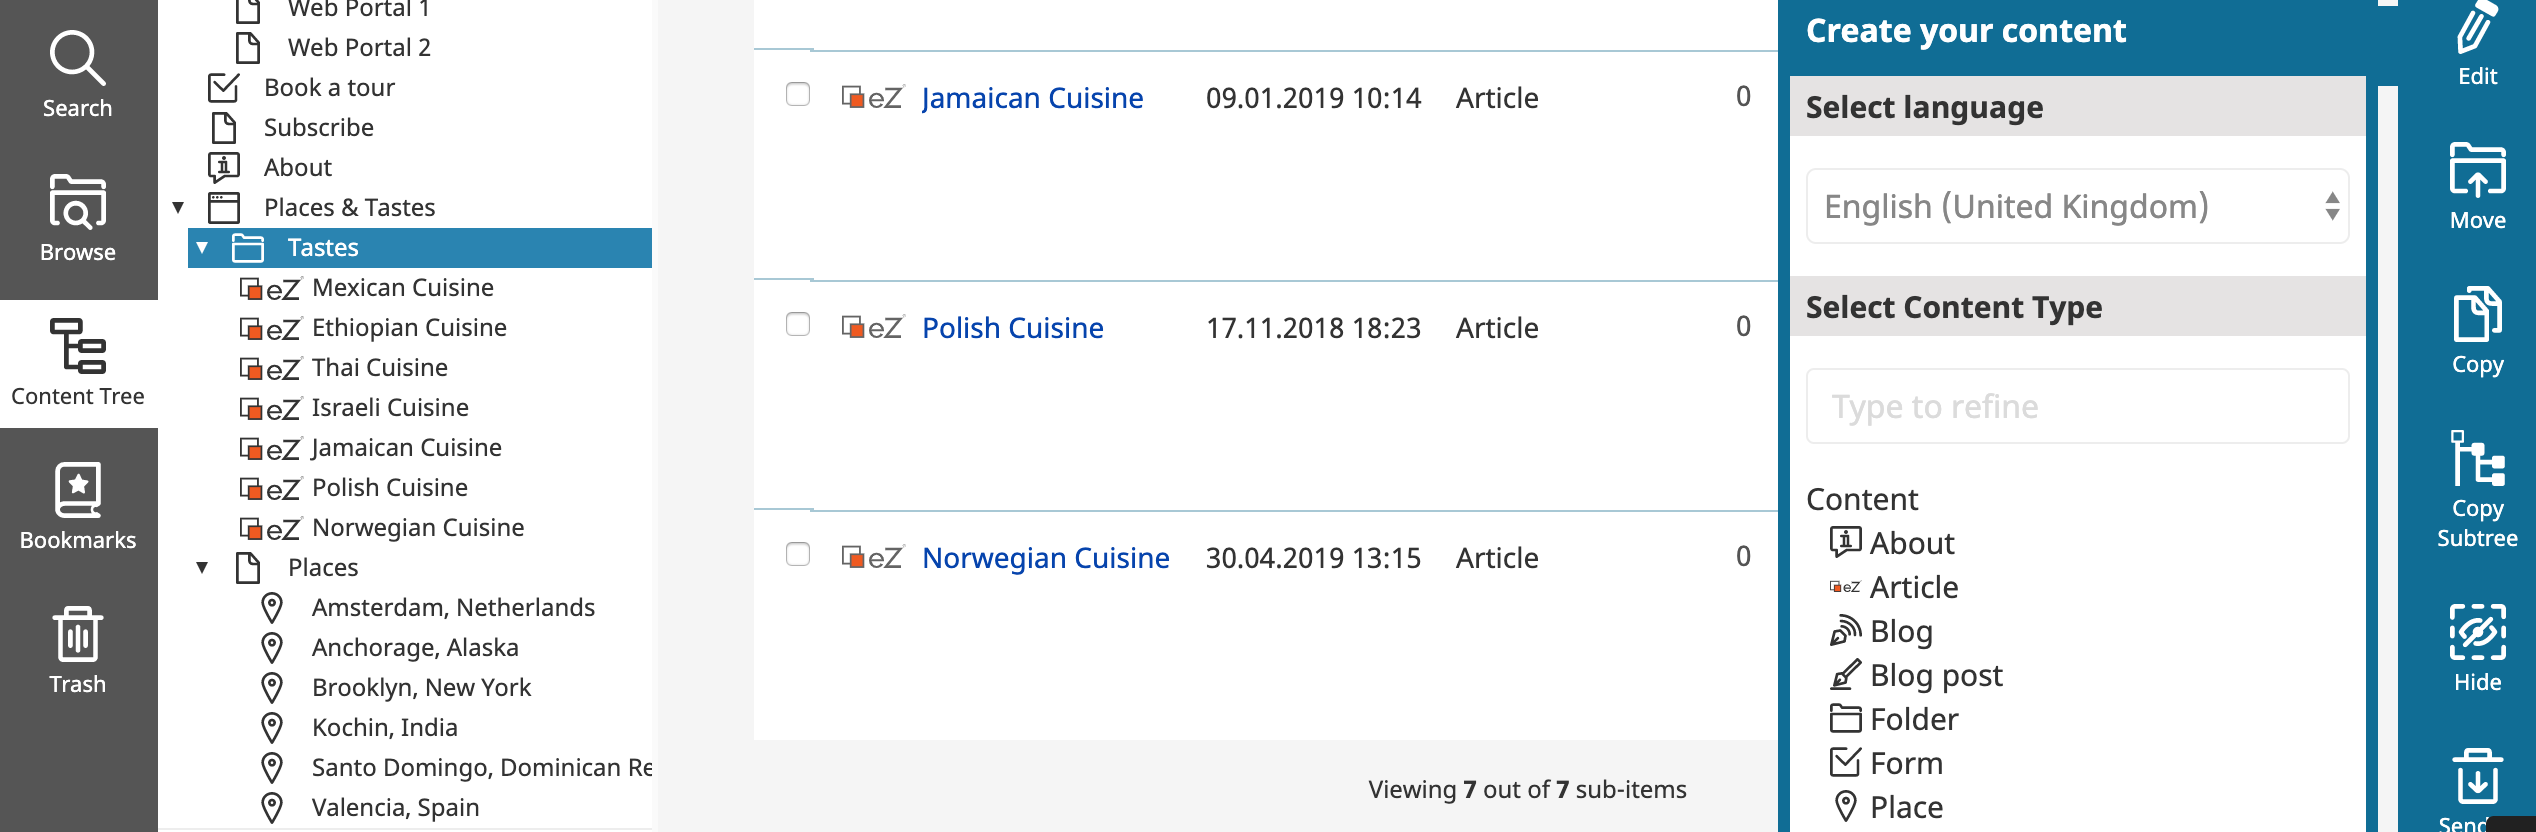 Search
Browse
Content Tree
Bookmarks
Trash
Web Portal 1
Web Portal 2
Book a tour
Subscribe
About
Places & Tastes
Tastes
eZ Mexican Cuisine
eZ Ethiopian Cuisine
eZ Thai Cuisine
eZ Israeli Cuisine
eZ Jamaican Cuisine
eZ Polish Cuisine
eZ Norwegian Cuisine
Places
Amsterdam, Netherlands
Anchorage, Alaska
Brooklyn, New York
Kochin, India
Santo Domingo, Dominican Re
Valencia, Spain
eZ Jamaican Cuisine 09.01.2019 10:14 Article 0
eZ Polish Cuisine 17.11.2018 18:23 Article 0
eZ Norwegian Cuisine 30.04.2019 13:15 Article 0
Viewing 7 out of 7 sub-items
Create your content
Select language
English (United Kingdom)
Select Content Type
Type to refine
Content
About
eZ Article
Blog
Blog post
Folder
Form
Place
Edit
Move
Copy
Copy
Subtree
Hide
Send